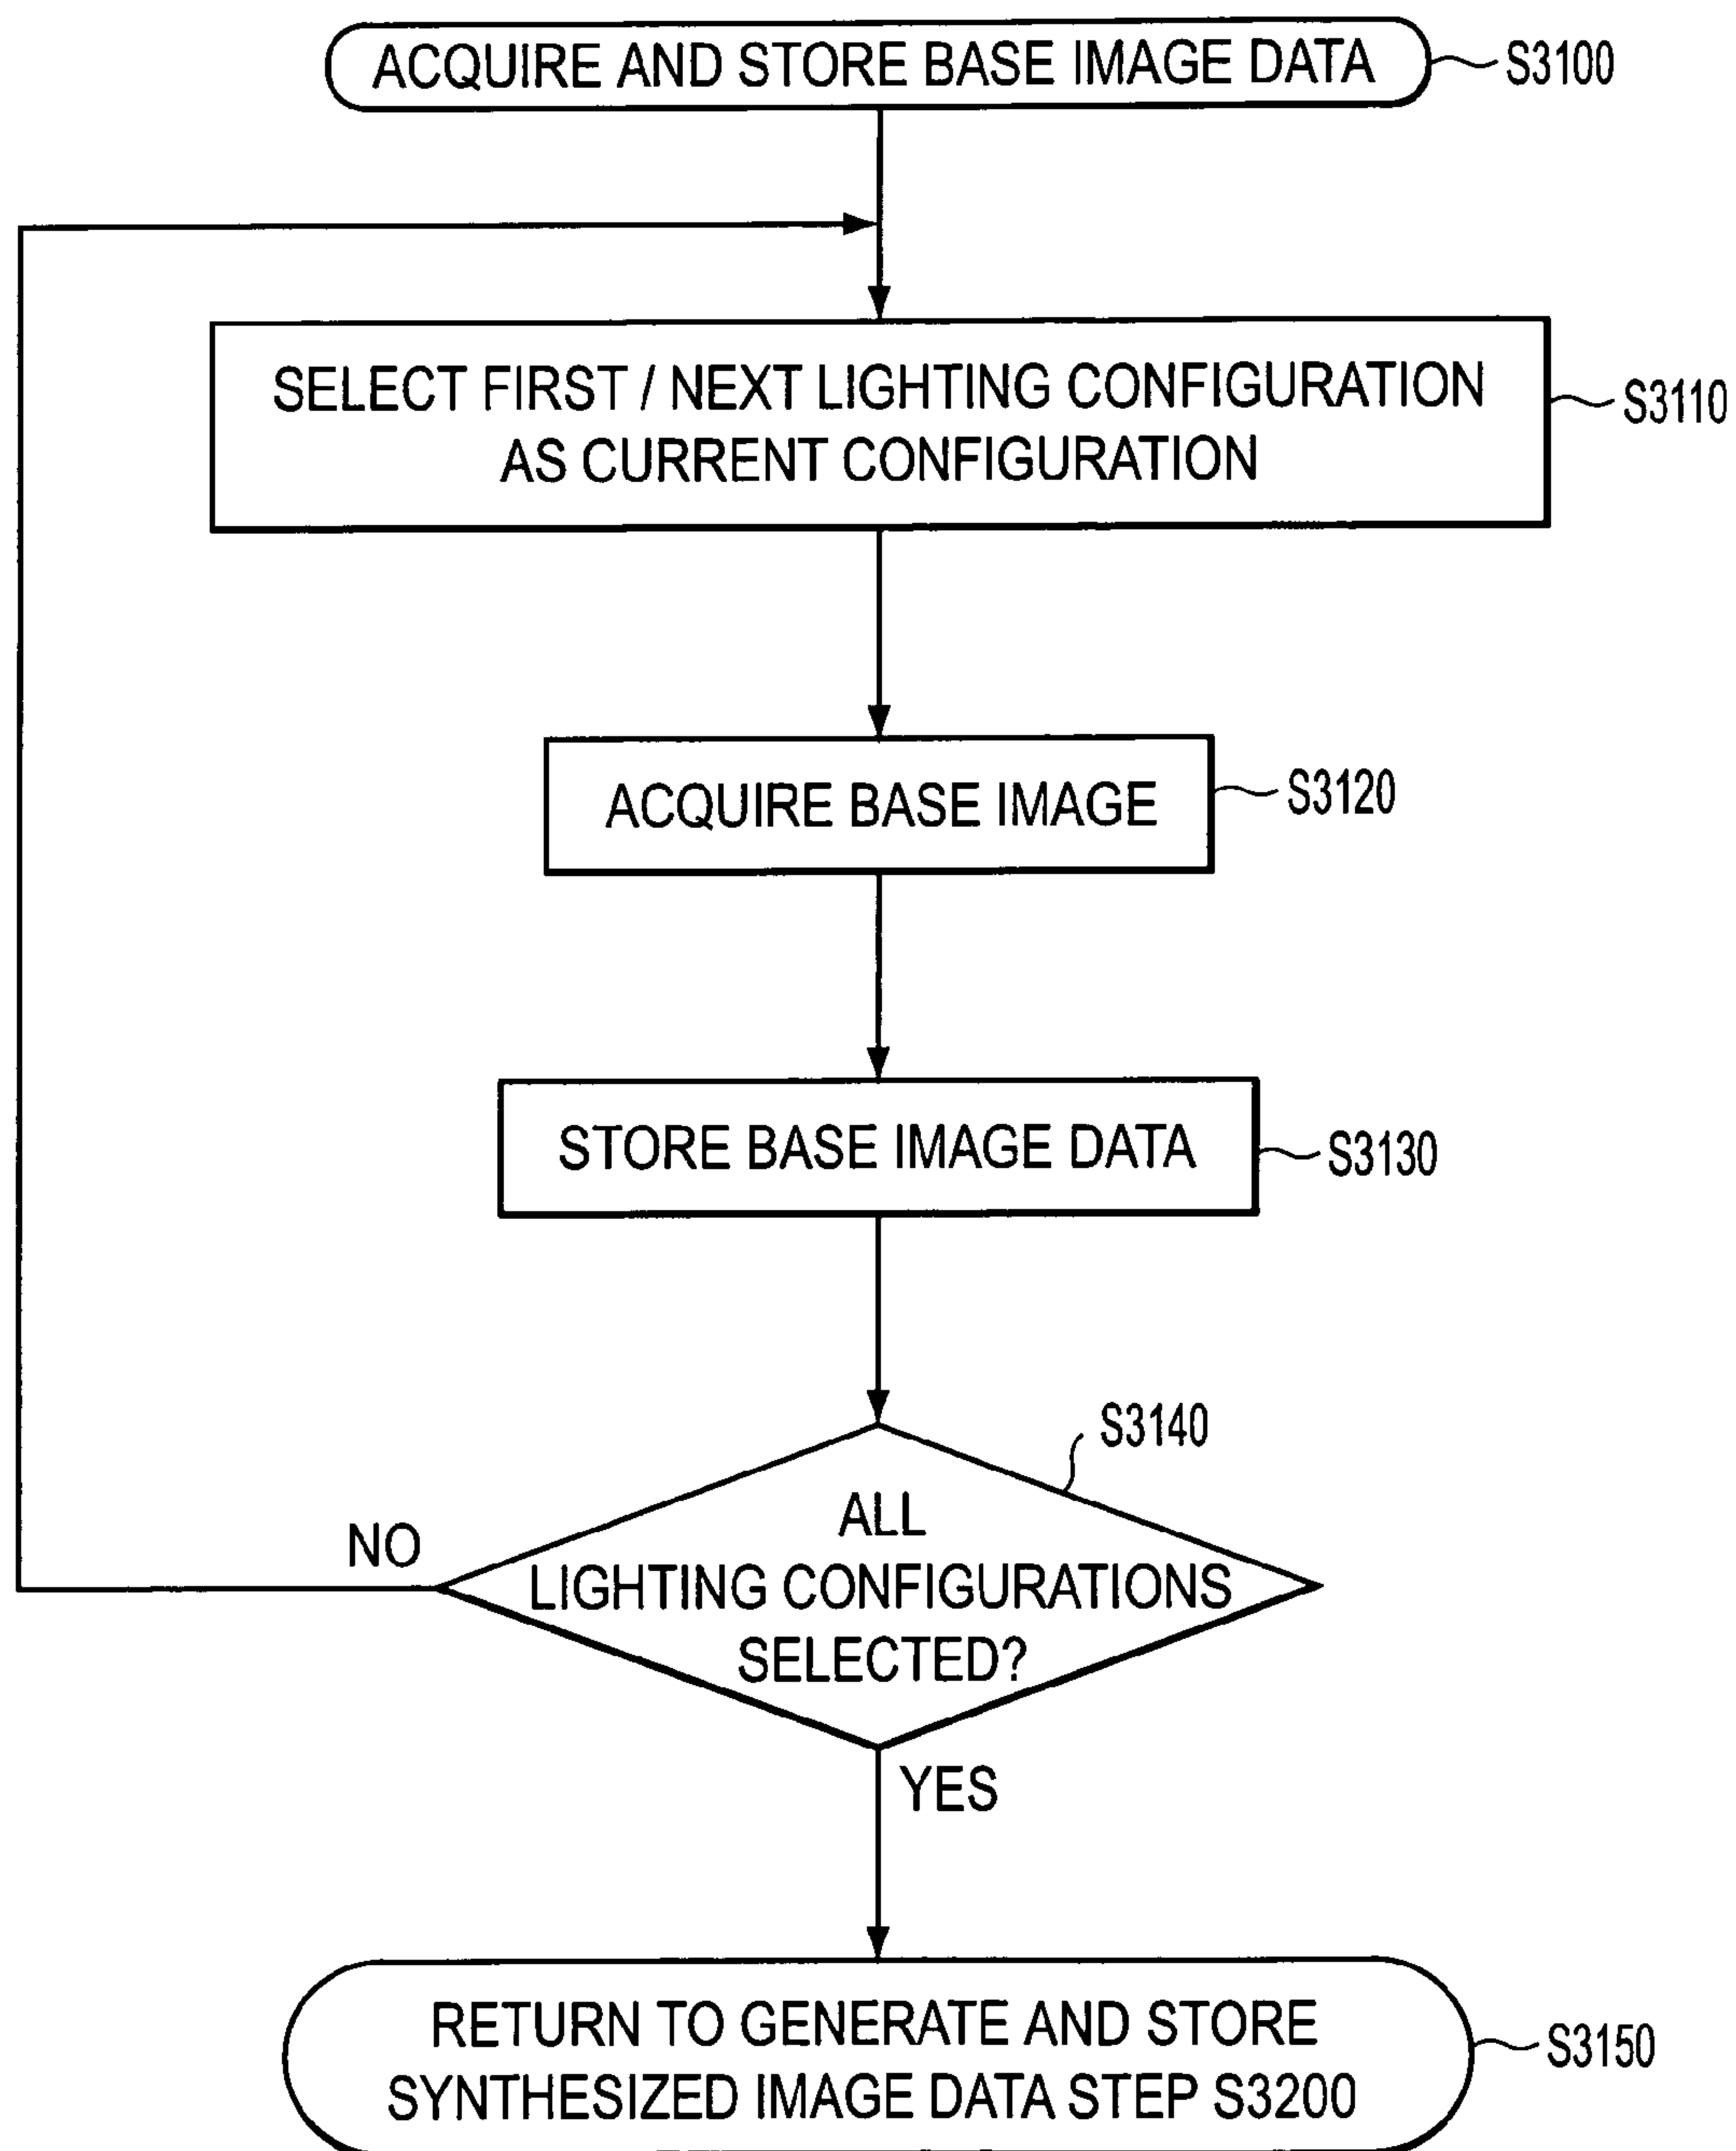 ACQUIRE AND STORE BASE IMAGE DATA
S3100
SELECT FIRST / NEXT LIGHTING CONFIGURATION
AS CURRENT CONFIGURATION
S3110
ACQUIRE BASE IMAGE
S3120
STORE BASE IMAGE DATA
S3130
S3140
ALL
LIGHTING CONFIGURATIONS
SELECTED?
NO
YES
RETURN TO GENERATE AND STORE
SYNTHESIZED IMAGE DATA STEP S3200
S3150